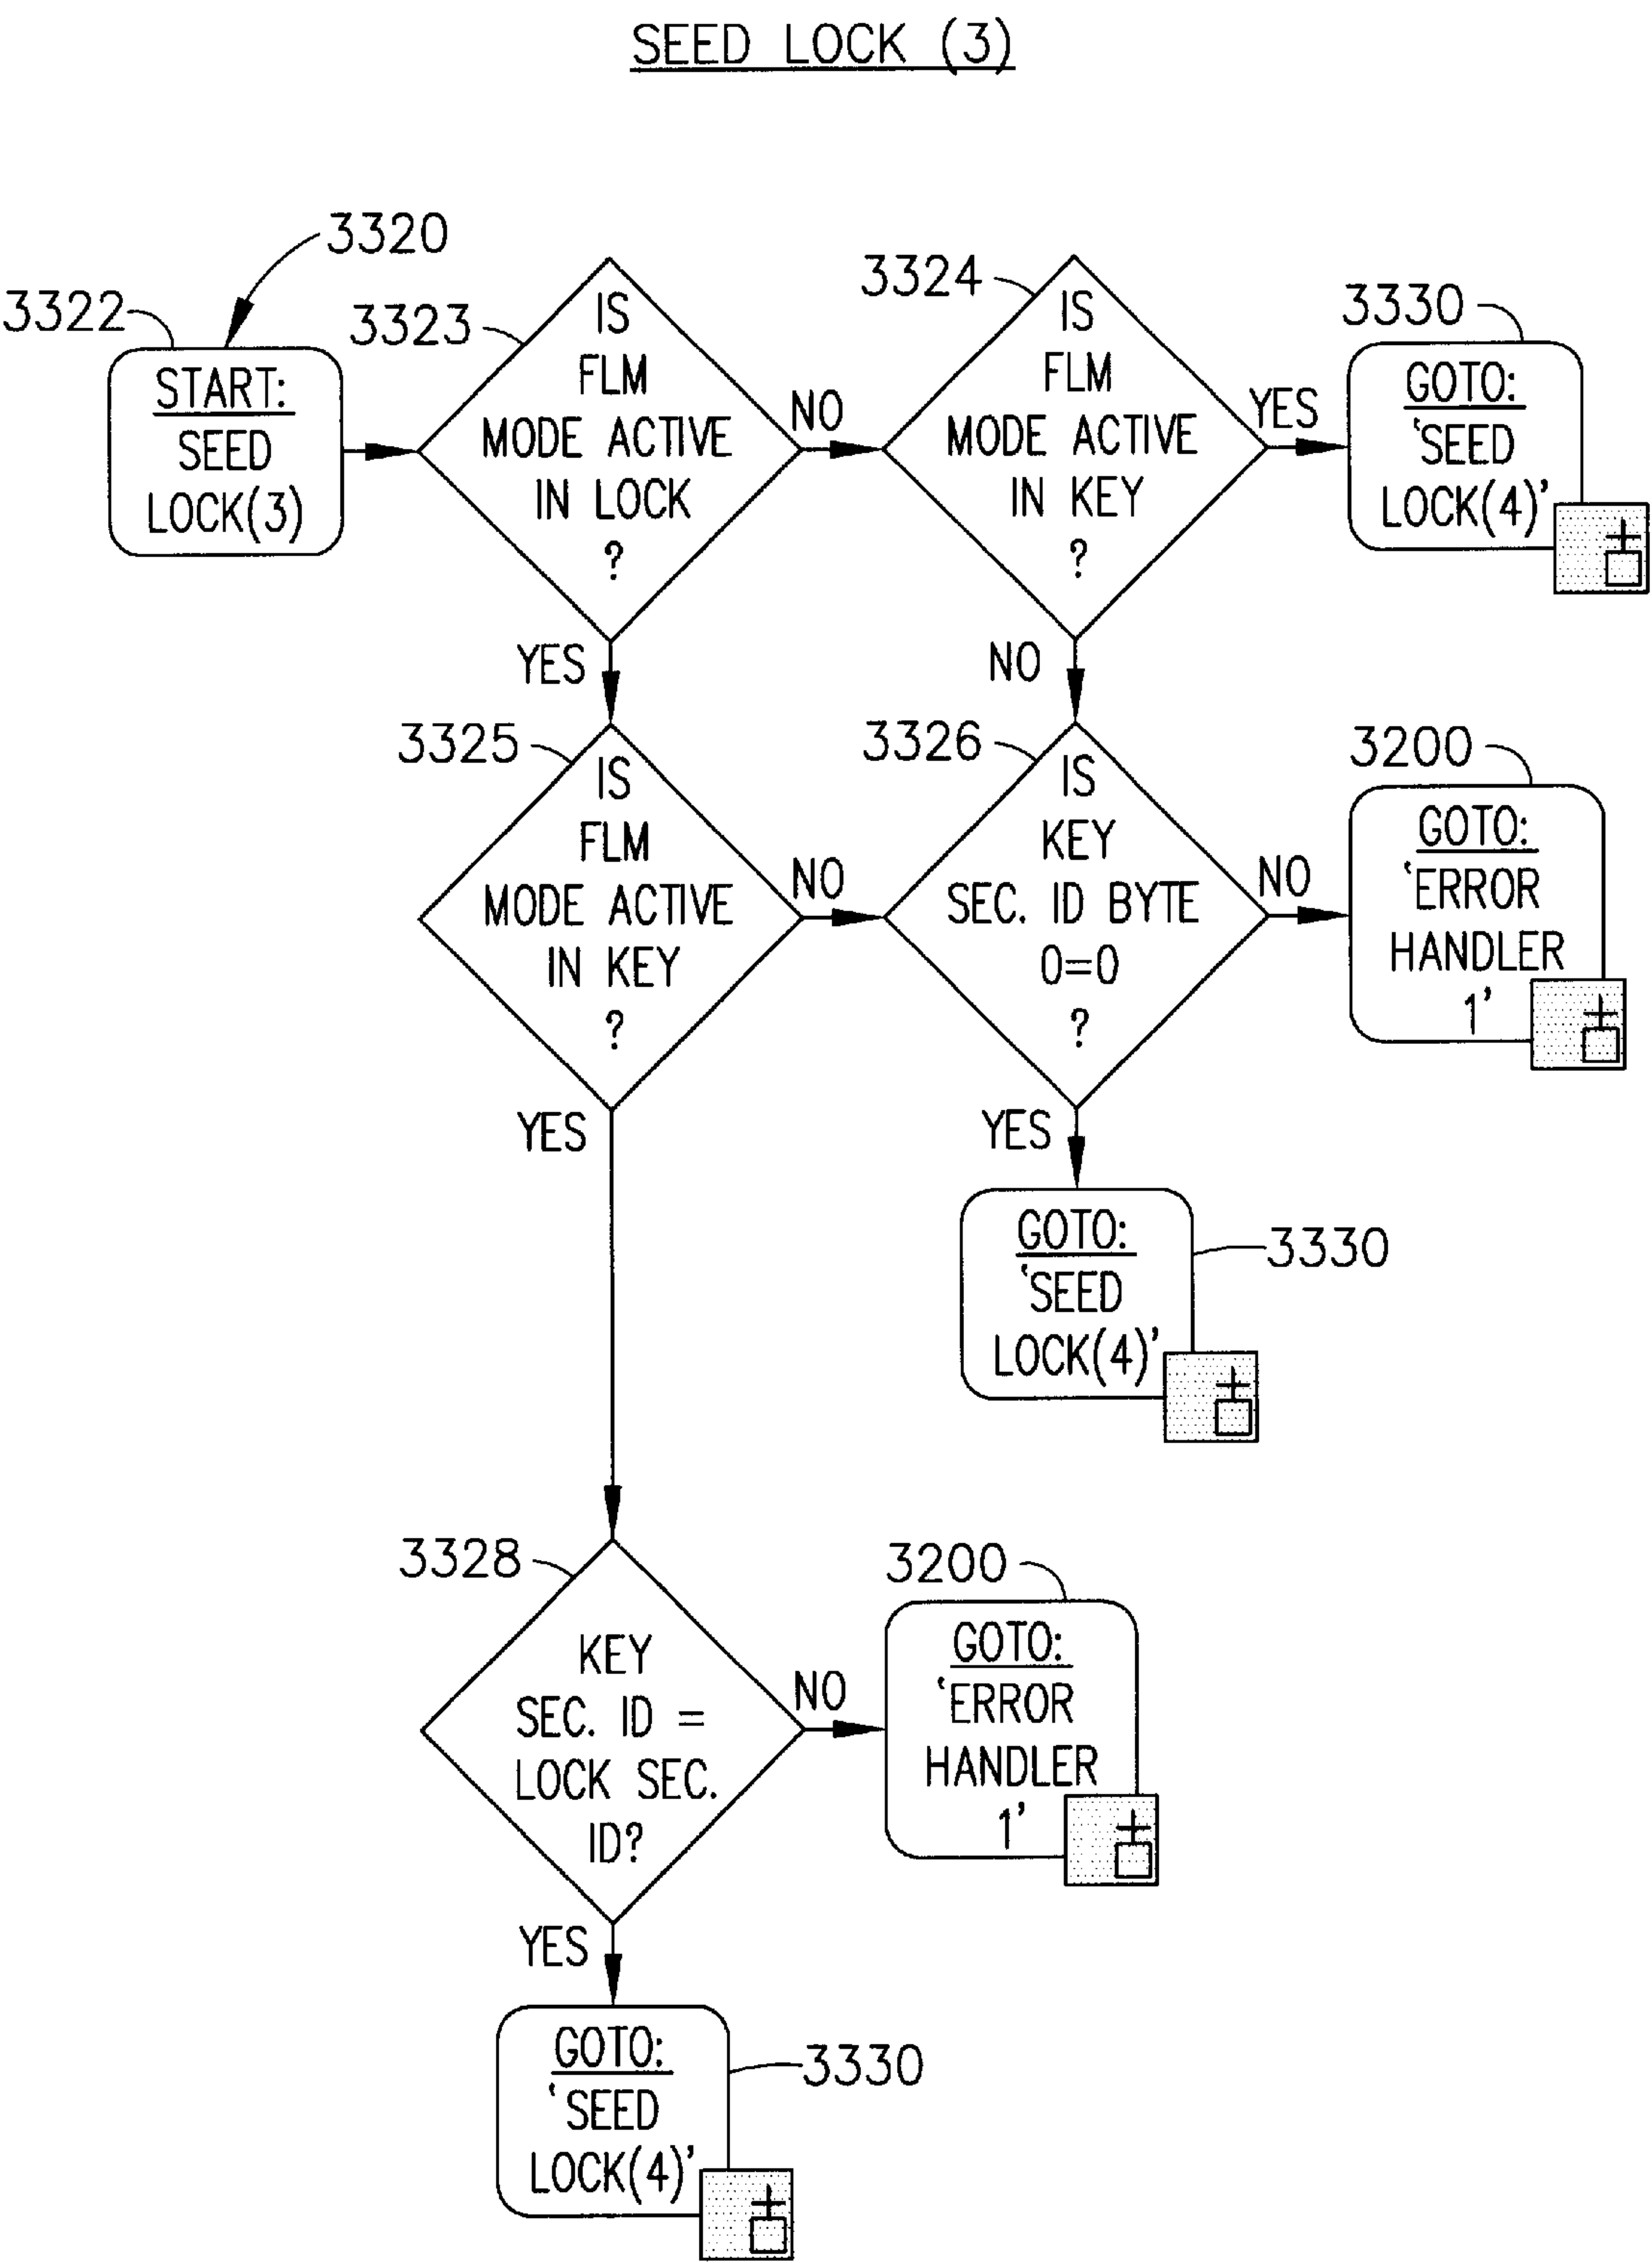 SEED LOCK (3)
3320
3322
START:
SEED
LOCK(3)
3323
IS
FLM
MODE ACTIVE
IN LOCK
?
NO
YES
3324
IS
FLM
MODE ACTIVE
IN KEY
?
YES
NO
3330
GOTO:
'SEED
LOCK(4)'
3325
IS
FLM
MODE ACTIVE
IN KEY
?
NO
YES
3326
IS
KEY
SEC. ID BYTE
0=0
?
NO
YES
3200
GOTO:
'ERROR
HANDLER
1'
GOTO:
'SEED
LOCK(4)'
3330
3328
KEY
SEC. ID =
LOCK SEC.
ID?
NO
YES
3200
GOTO:
'ERROR
HANDLER
1'
GOTO:
'SEED
LOCK(4)'
3330